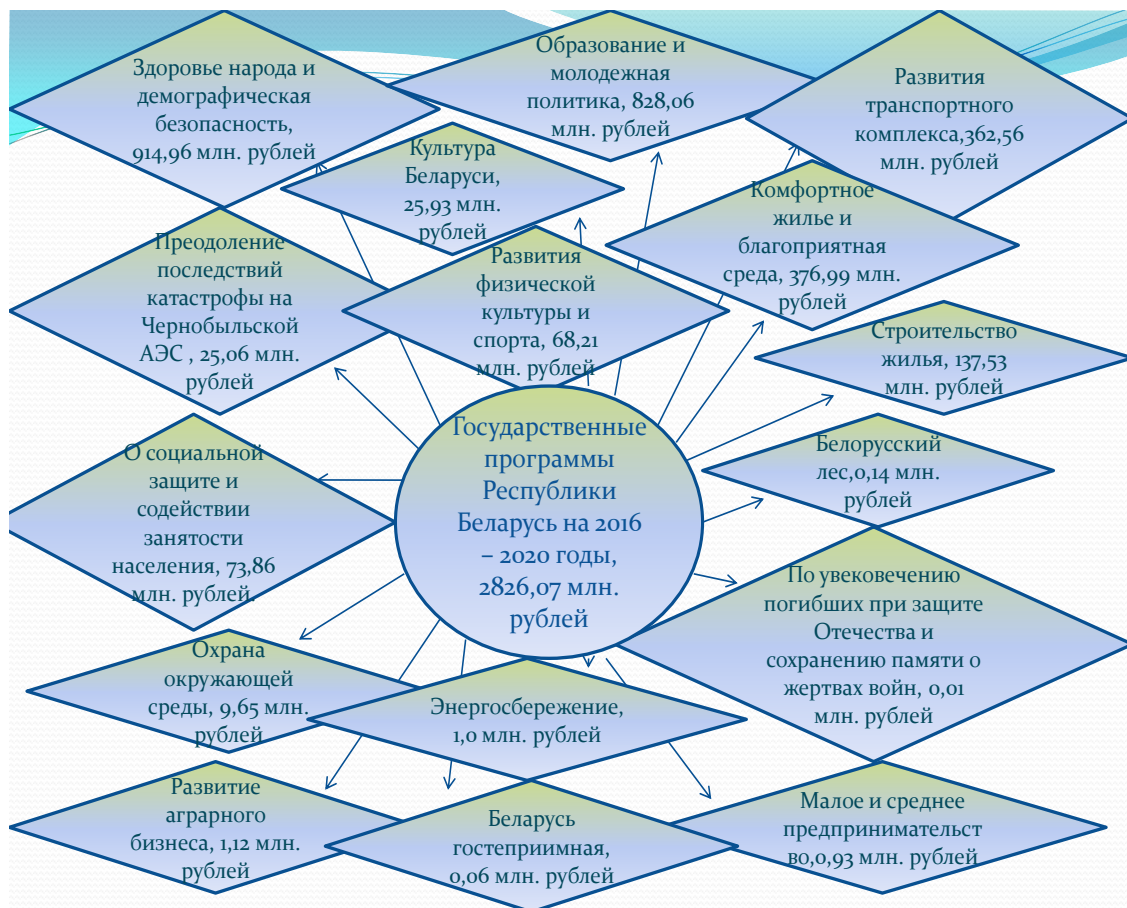 Здоровье народа и
демографическая
безопасность,
914,96 млн. рублей
Образование и
молодежная
политика, 828,06
млн. рублей
Развития
транспортного
комплекса,362,56
млн. рублей
Культура
Беларуси,
25,93 млн.
рублей
Комфортное
жилье и
благоприятная
среда, 376,99 млн.
рублей
Преодоление
последствий
катастрофы на
Чернобыльской
АЭС , 25,06 млн.
рублей
Развития
физической
культуры и
спорта, 68,21
млн. рублей
Строительство
жилья, 137,53
млн. рублей
Государственные
программы
Республики
Беларусь на 2016
– 2020 годы,
2826,07 млн.
рублей
Белорусский
лес,0,14 млн.
рублей
О социальной
защите и
содействии
занятости
населения, 73,86
млн. рублей.
По увековечению
погибших при защите
Отечества и
сохранению памяти о
жертвах войн, 0,01
млн. рублей
Охрана
окружающей
среды, 9,65 млн.
рублей
Энергосбережение,
1,0 млн. рублей
Развитие
аграрного
бизнеса, 1,12 млн.
рублей
Беларусь
гостеприимная,
0,06 млн. рублей
Малое и среднее
предпринимательст
во,0,93 млн. рублей